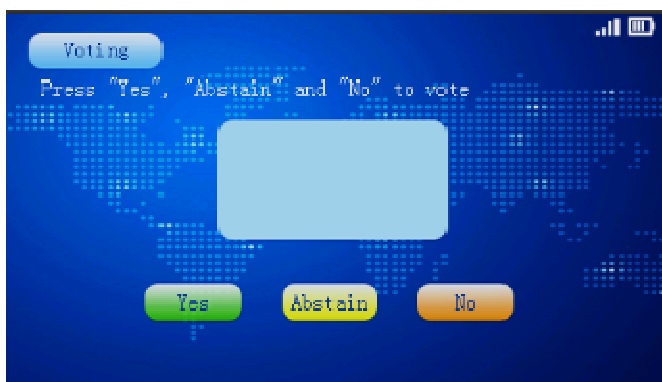 Voting
Press "Yes", "Abstain" and "No" to vote
Yes
Abstain
No